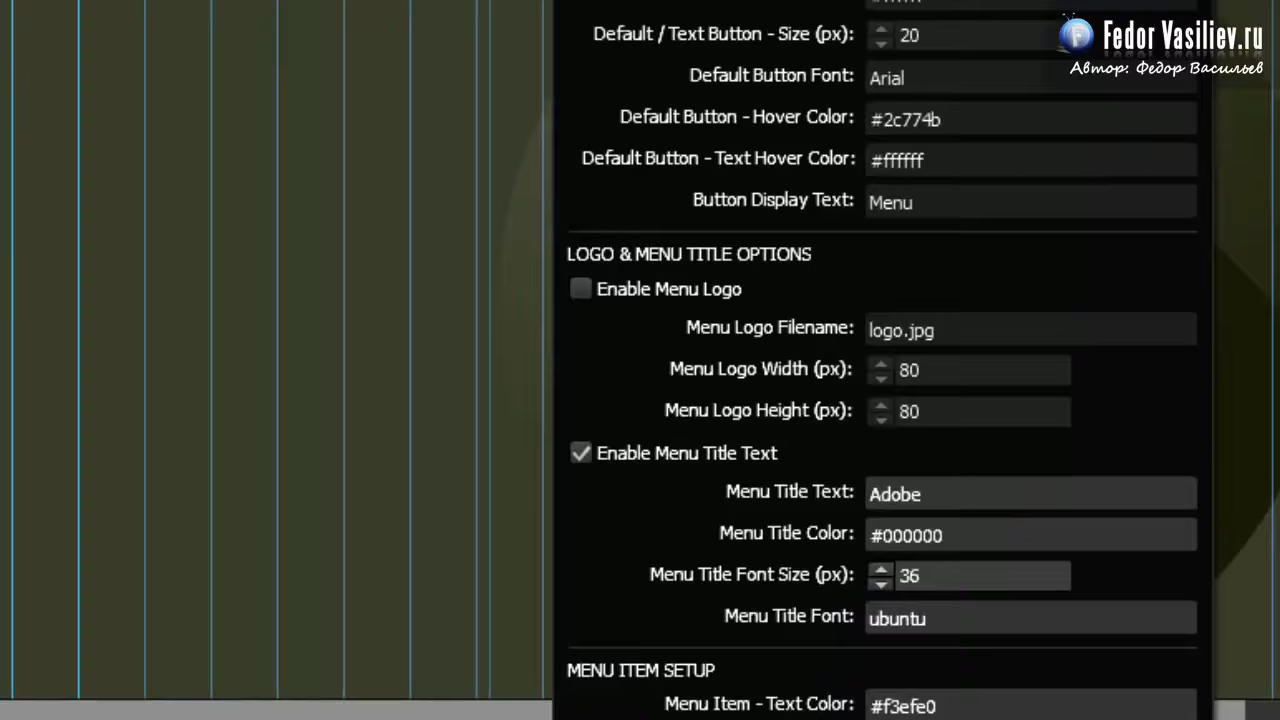 Fedor Vasiliev.ru
Автор: Федор Васильев
Default / Text Button - Size (px): 20
Default Button Font: Arial
Default Button - Hover Color: #2c774b
Default Button - Text Hover Color: #ffffff
Button Display Text: Menu
LOGO & MENU TITLE OPTIONS
Enable Menu Logo
Menu Logo Filename: logo.jpg
Menu Logo Width (px): 80
Menu Logo Height (px): 80
Enable Menu Title Text
Menu Title Text: Adobe
Menu Title Color: #000000
Menu Title Font Size (px): 36
Menu Title Font: ubuntu
MENU ITEM SETUP
Menu Item - Text Color: #f3efe0